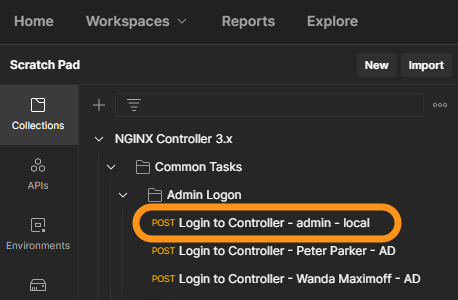 Home Workspaces Reports Explore
Scratch Pad New Import
Collections
NGINX Controller 3.x
Common Tasks
APIs
Admin Logon
POST Login to Controller - admin - local
Environments
POST Login to Controller - Peter Parker - AD
POST Login to Controller - Wanda Maximoff - AD